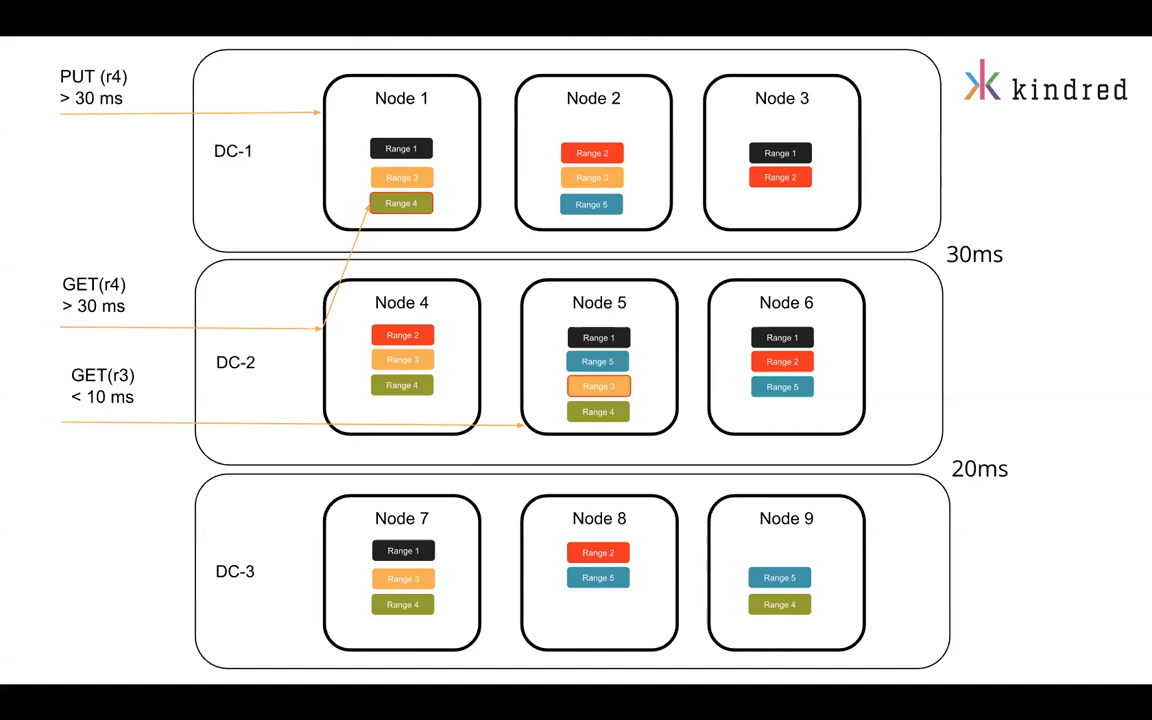 PUT (r4)
> 30 ms
DC-1
Node 1
Range 1
Range 3
Range 4
Node 2
Range 2
Range 3
Range 5
Node 3
Range 1
Range 2
kindred
30ms
GET(r4)
> 30 ms
GET(r3)
< 10 ms
DC-2
Node 4
Range 2
Range 3
Range 4
Node 5
Range 1
Range 5
Range 3
Range 4
Node 6
Range 1
Range 2
Range 5
20ms
DC-3
Node 7
Range 1
Range 3
Range 4
Node 8
Range 2
Range 5
Node 9
Range 5
Range 4